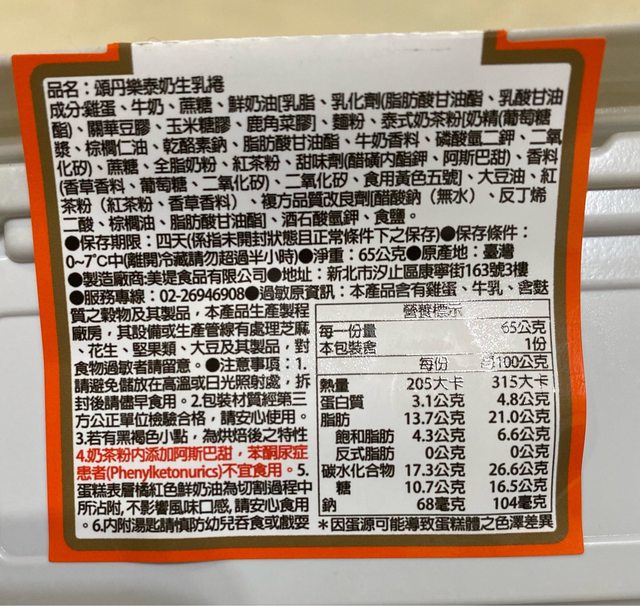 品名：頌丹樂泰奶生乳捲
成分:雞蛋、牛奶、蔗糖、鮮奶油[乳脂、乳化劑(脂肪酸甘油酯、乳酸甘油
酯)、關華豆膠、玉米糖膠、鹿角菜膠]、麵粉、泰式奶茶粉[奶精(葡萄糖
漿、棕櫚仁油、乾酪素鈉、脂肪酸甘油酯、牛奶香料、磷酸氫二鉀、二氧
化矽)、蔗糖、全脂奶粉、紅茶粉、甜味劑(醋磺內酯鉀、阿斯巴甜)、香料
(香草香料、葡萄糖、二氧化矽)、二氧化矽、食用黃色五號]、大豆油、紅
茶粉（紅茶粉、香草香料）、複方品質改良劑[醋酸鈉（無水）、反丁烯
二酸、棕櫚油、脂肪酸甘油酯]、酒石酸氫鉀、食鹽。
●保存期限：四天(係指未開封狀態且正常條件下之保存)●保存條件：
0~7℃中(離開冷藏請勿超過半小時)●淨重：65公克●原產地：臺灣
●製造廠商:美堤食品有限公司●地址：新北市汐止區康寧街163號3樓
●服務專線：02-26946908●過敏原資訊：本產品含有雞蛋、牛乳、含麩
質之穀物及其製品，本產品生產製程
廠房，其設備或生產管線有處理芝麻
、花生、堅果類、大豆及其製品，對
食物過敏者請留意。●注意事項：1.
請避免儲放在高溫或日光照射處，拆
封後請儘早食用。2.包裝材質經第三
方公正單位檢驗合格，請安心使用。
3.若有黑褐色小點，為烘焙後之特性
4.奶茶粉內添加阿斯巴甜，苯酮尿症
患者(Phenylketonurics)不宜食用。5.
蛋糕表層橘紅色鮮奶油為切割過程中
所沾附,不影響風味口感,請安心食用
。6.內附湯匙請慎防幼兒吞食或戲耍
營養標示
每一份量 65公克
本包裝含 1份
每份 每100公克
熱量 205大卡 315大卡
蛋白質 3.1公克 4.8公克
脂肪 13.7公克 21.0公克
飽和脂肪 4.3公克 6.6公克
反式脂肪 0公克 0公克
碳水化合物 17.3公克 26.6公克
糖 10.7公克 16.5公克
鈉 68毫克 104毫克
＊因蛋源可能導致蛋糕體之色澤差異